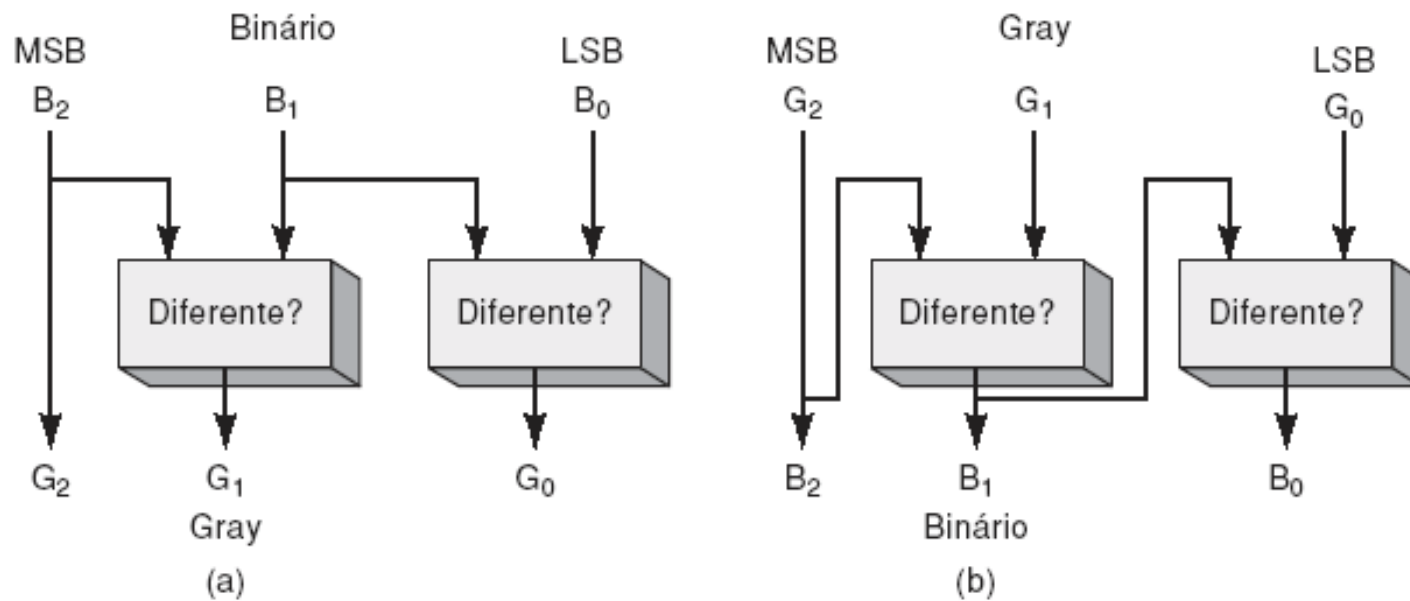 Binário
MSB
LSB
B₂
B₁
B₀
Diferente?
Diferente?
G₂
G₁
G₀
Gray
(a)
Gray
MSB
LSB
G₂
G₁
G₀
Diferente?
Diferente?
B₂
B₁
B₀
Binário
(b)